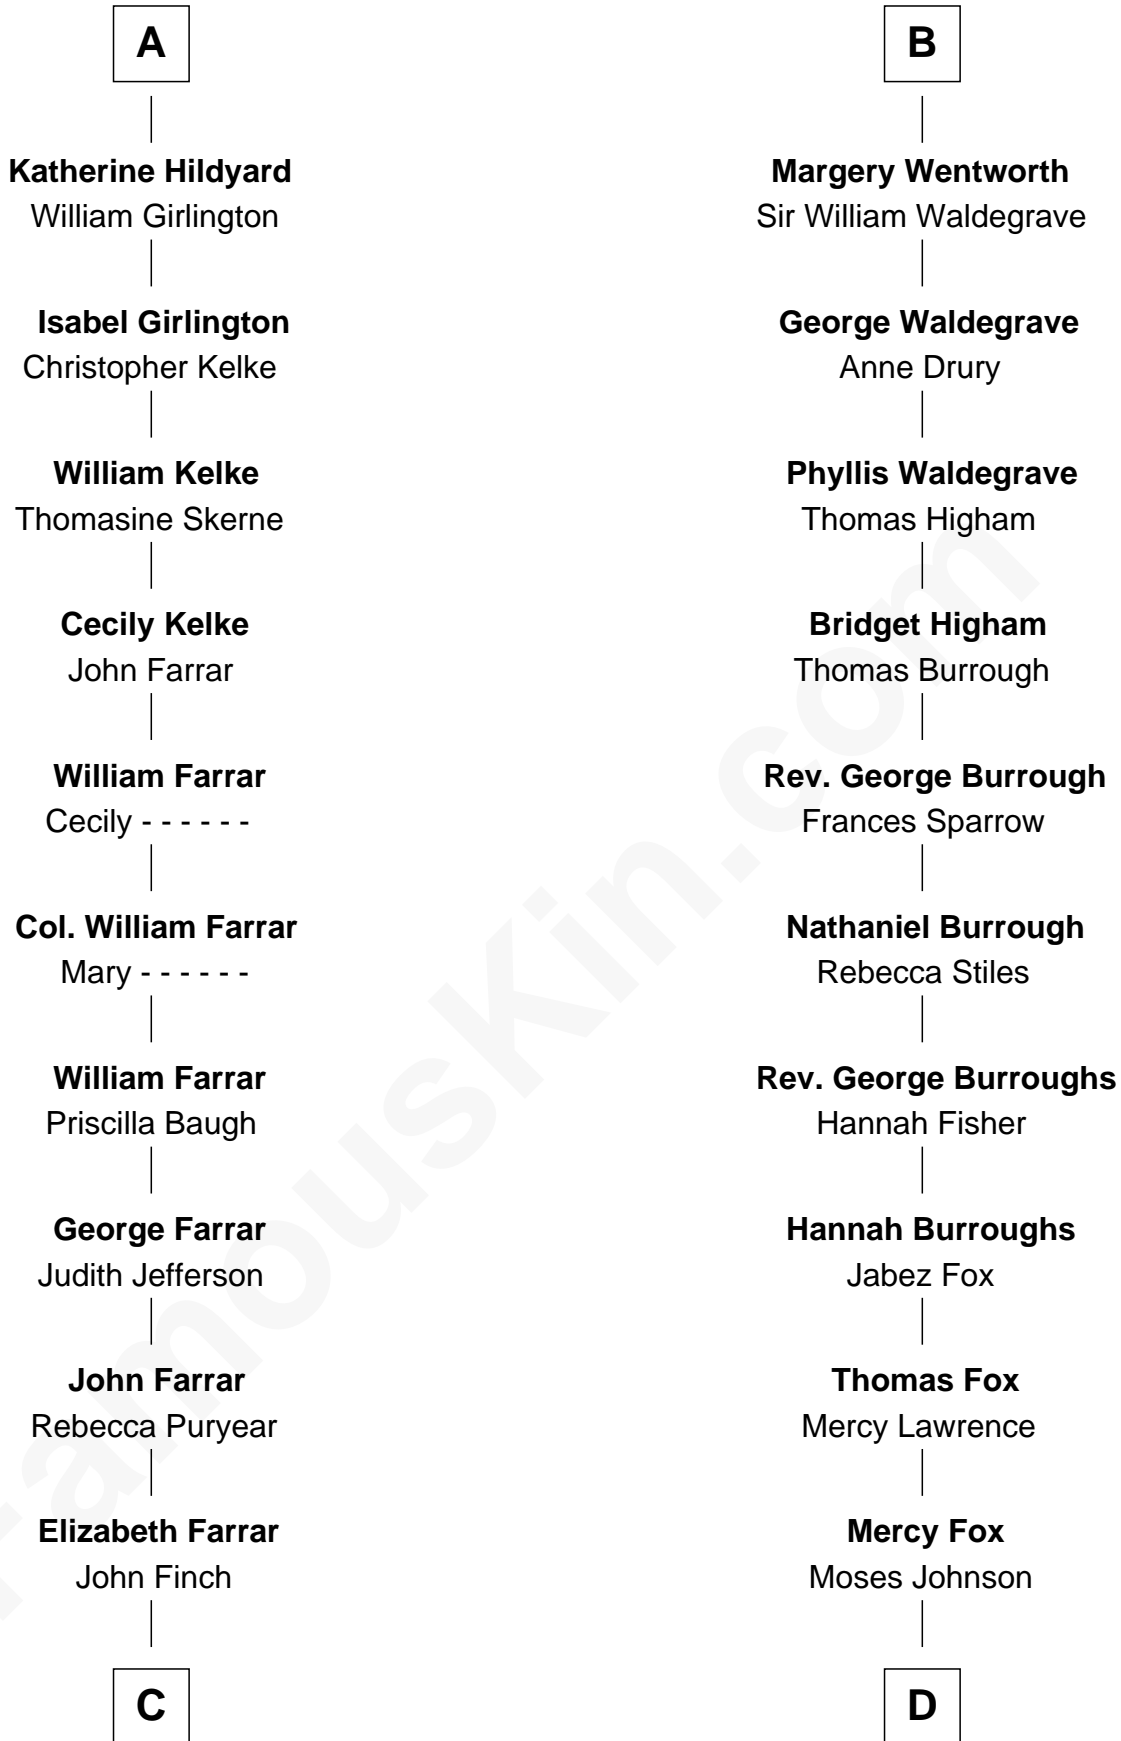 A
Katherine Hildyard
William Girlington
Isabel Girlington
Christopher Kelke
William Kelke
Thomasine Skerne
Cecily Kelke
John Farrar
William Farrar
Cecily - - - - - -
Col. William Farrar
Mary - - - - - -
William Farrar
Priscilla Baugh
George Farrar
Judith Jefferson
John Farrar
Rebecca Puryear
Elizabeth Farrar
John Finch
C
B
Margery Wentworth
Sir William Waldegrave
George Waldegrave
Anne Drury
Phyllis Waldegrave
Thomas Higham
Bridget Higham
Thomas Burrough
Rev. George Burrough
Frances Sparrow
Nathaniel Burrough
Rebecca Stiles
Rev. George Burroughs
Hannah Fisher
Hannah Burroughs
Jabez Fox
Thomas Fox
Mercy Lawrence
Mercy Fox
Moses Johnson
D
FamousKin.com